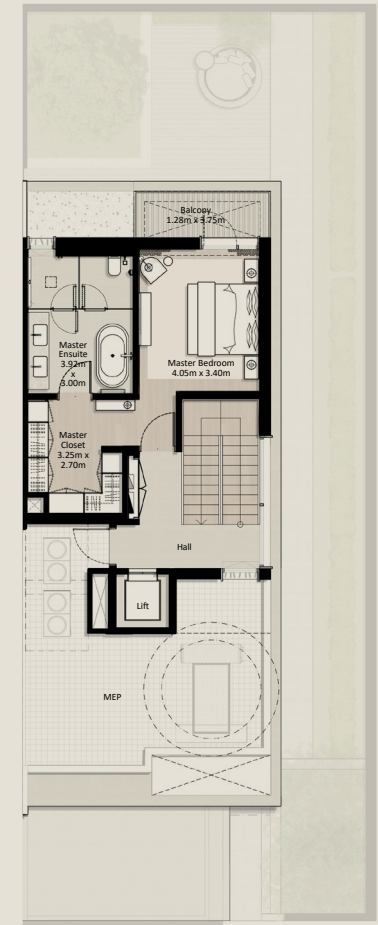 Balcony
1.28m x 3.75m
Master
Ensuite
3.92m
x
3.00m
Master Bedroom
4.05m x 3.40m
Master
Closet
3.25m x
2.70m
Hall
Lift
MEP